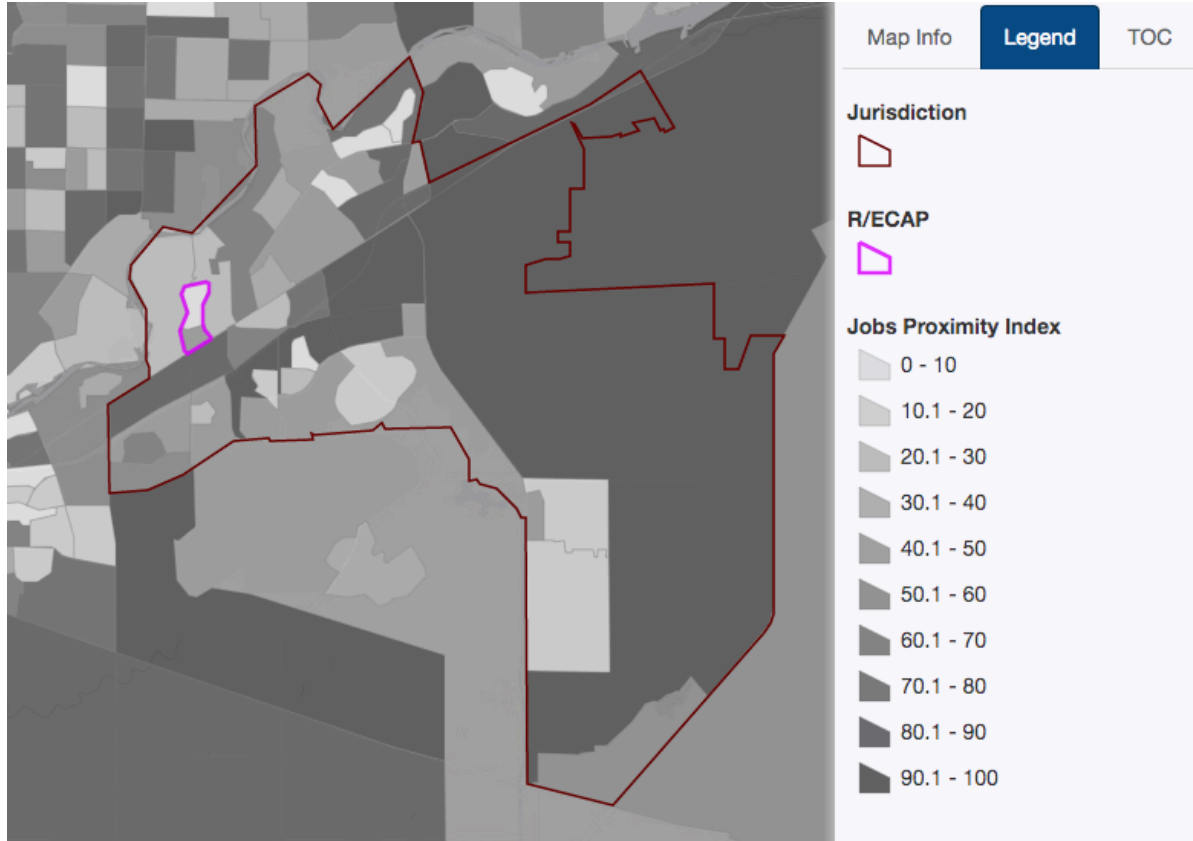 Map Info Legend TOC
Jurisdiction
R/ECAP
Jobs Proximity Index
0 - 10
10.1 - 20
20.1 - 30
30.1 - 40
40.1 - 50
50.1 - 60
60.1 - 70
70.1 - 80
80.1 - 90
90.1 - 100